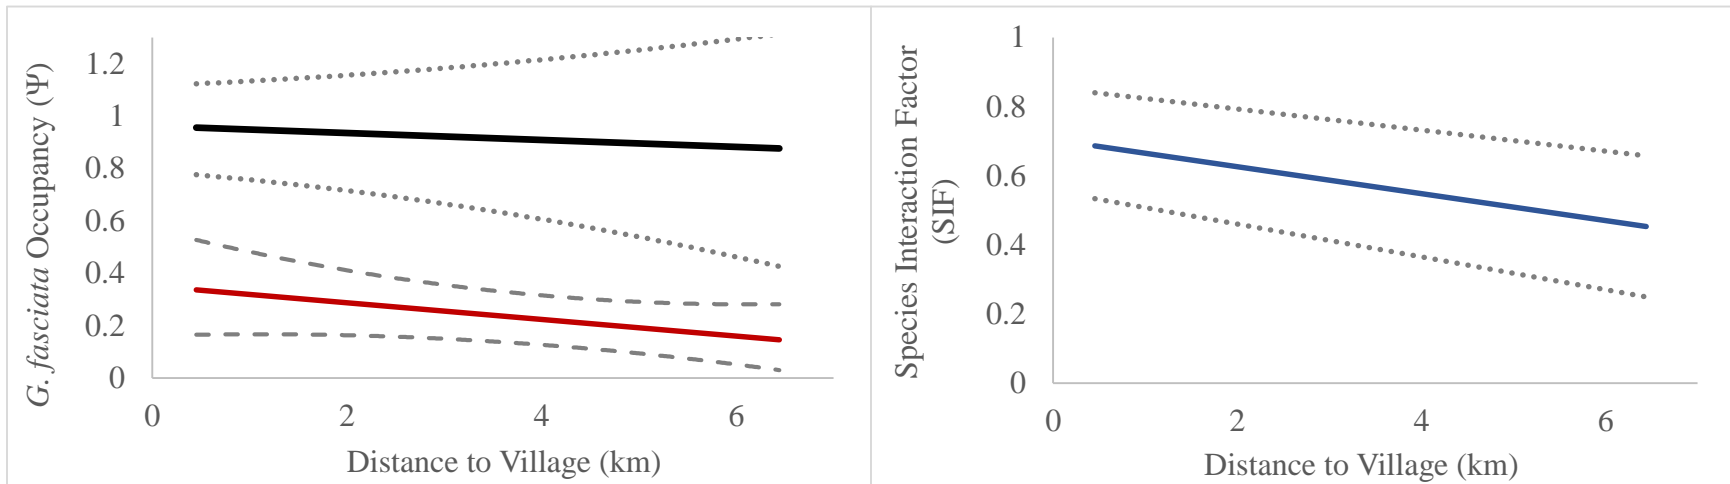 G. fasciata Occupancy (Ψ)
1.2
1
0.8
0.6
0.4
0.2
0
0 2 4 6
Distance to Village (km)
Species Interaction Factor
(SIF)
1
0.8
0.6
0.4
0.2
0
0 2 4 6
Distance to Village (km)